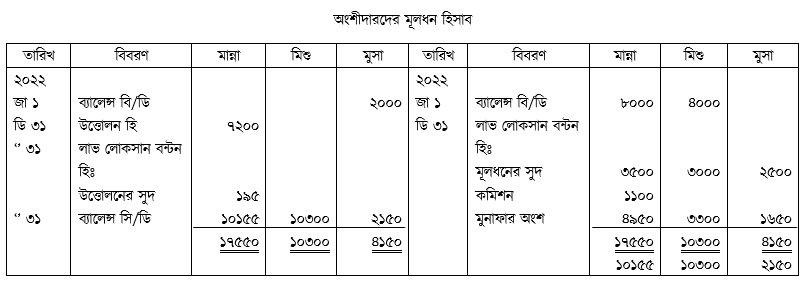 অংশীদারদের মূলধন হিসাব
তারিখ বিবরণ মান্না মিশু মুসা তারিখ বিবরণ মান্না মিশু মুসা
২০২২ ২০২২
জা ১ ব্যালেন্স বি/ডি ২০০০ জা ১ ব্যালেন্স বি/ডি ৮০০০ ৪০০০
ডি ৩১ উত্তোলন হি ৭২০০ ডি ৩১ লাভ লোকসান বন্টন
“ ৩১ লাভ লোকসান বন্টন হিঃ
হিঃ মূলধনের সুদ ৩৫০০ ৩০০০ ২৫০০
উত্তোলনের সুদ ১৯৫ কমিশন ১১০০
“ ৩১ ব্যালেন্স সি/ডি ১০১৫৫ ১০৩০০ ২১৫০ মুনাফার অংশ ৪৯৫০ ৩৩০০ ১৬৫০
১৭৫৫০ ১০৩০০ ৪১৫০ ১৭৫৫০ ১০৩০০ ৪১৫০
১০১৫৫ ১০৩০০ ২১৫০